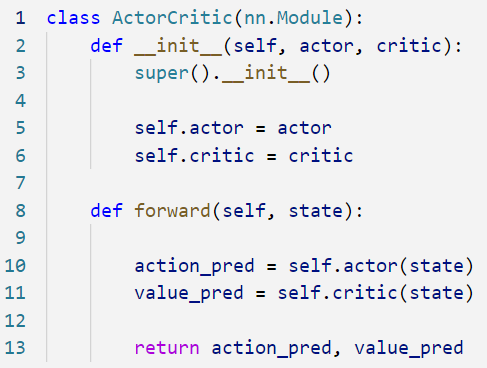 1 class ActorCritic(nn.Module):
2     def __init__(self, actor, critic):
3         super().__init__()
4
5         self.actor = actor
6         self.critic = critic
7
8     def forward(self, state):
9
10         action_pred = self.actor(state)
11         value_pred = self.critic(state)
12
13         return action_pred, value_pred